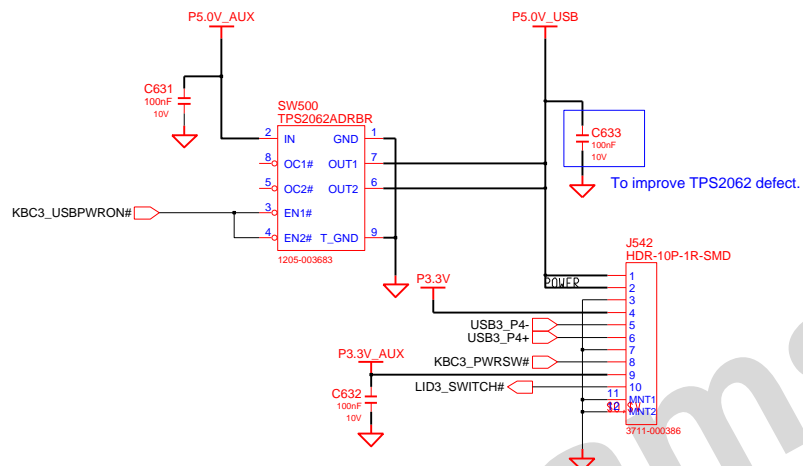 P5.0V_AUX
P5.0V_USB
C631
100nF
10V
SW500
TPS2062ADRBR
2 IN GND 1
8 OC1# OUT1 7
5 OC2# OUT2 6
3 EN1#
4 EN2# T_GND 9
1205-003683
KBC3_USBPWRON#
C633
100nF
10V
To improve TPS2062 defect.
J542
HDR-10P-1R-SMD
P3.3V
POWER
1
2
3
4
USB3_P4- 5
USB3_P4+ 6
7
P3.3V_AUX
KBC3_PWRSW# 8
9
LID3_SWITCH# 10
C632
100nF
10V
11 MNT1
12 MNT2
3711-000386